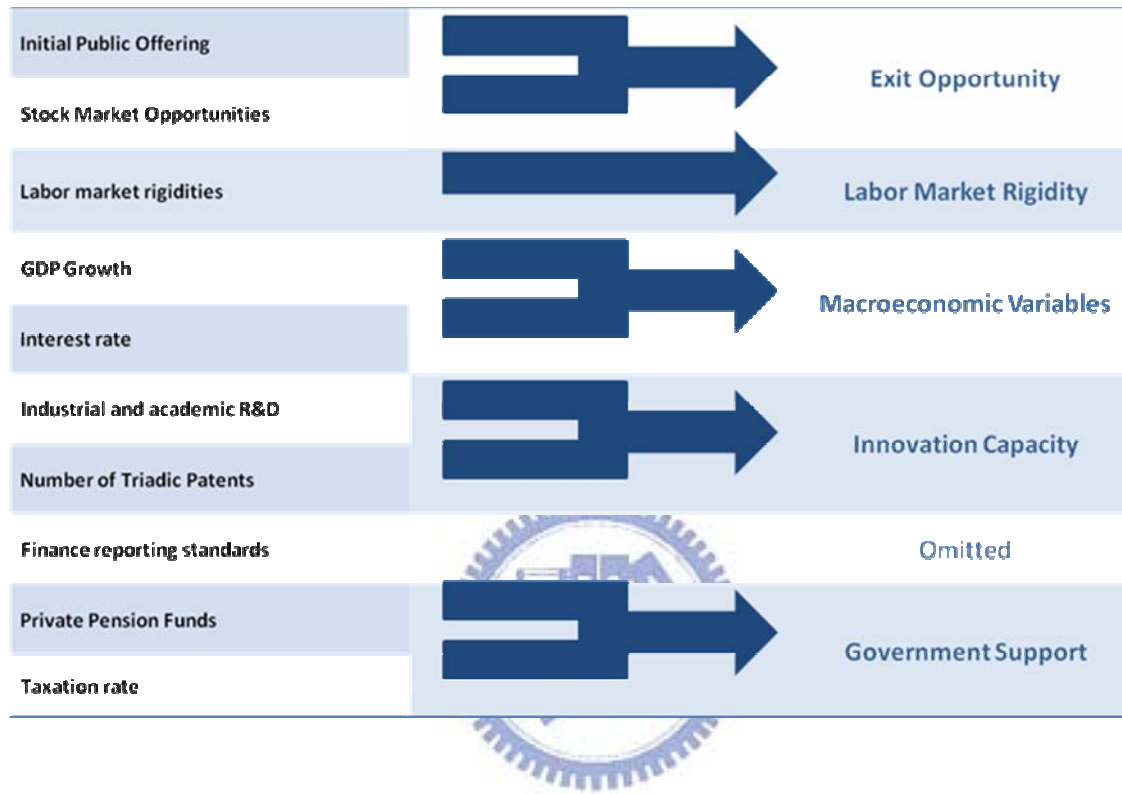 Initial Public Offering
Exit Opportunity
Stock Market Opportunities
Labor market rigidities
Labor Market Rigidity
GDP Growth
Macroeconomic Variables
Interest rate
Industrial and academic R&D
Innovation Capacity
Number of Triadic Patents
Finance reporting standards
Omitted
Private Pension Funds
Government Support
Taxation rate